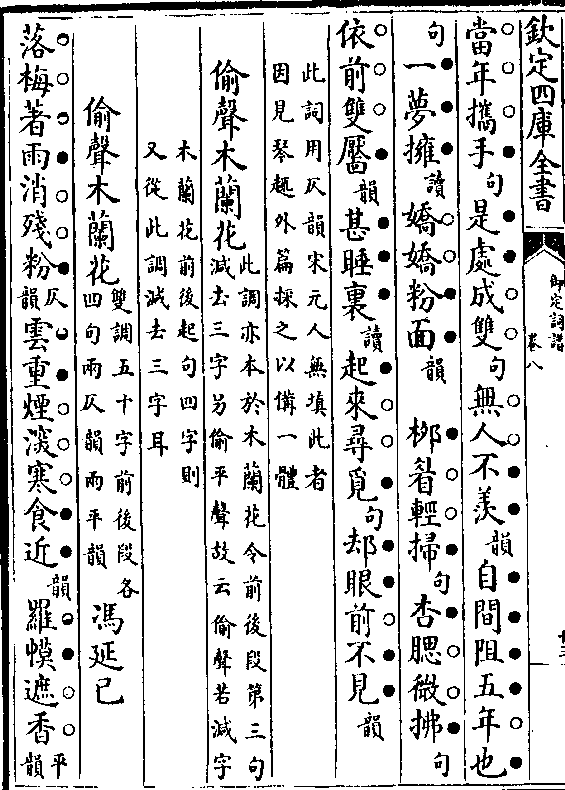 欽定四庫全書
御定詞譜
卷八
當年攜手句是處成雙句無人不羨韻自間阻五年也
句一夢擁讀嬌嬌粉面韻 桞睂輕掃句杏腮微拂句
依前雙靨韻甚睡裏讀起來尋覓句却眼前不見韻
此詞用仄韻宋元人無填此者
因見琴趣外篇採之以備一體
偷聲木蘭花此調亦本於木蘭花令前後段第三句
減去三字另偷平聲故云偷聲若減字
木蘭花前後起句四字則
又從此調減去三字耳
偷聲木蘭花雙調五十字前後段各
四句兩仄韻兩平韻 馮延巳
落梅著雨消殘粉仄韻雲重煙深寒食近韻羅幙遮香平韻